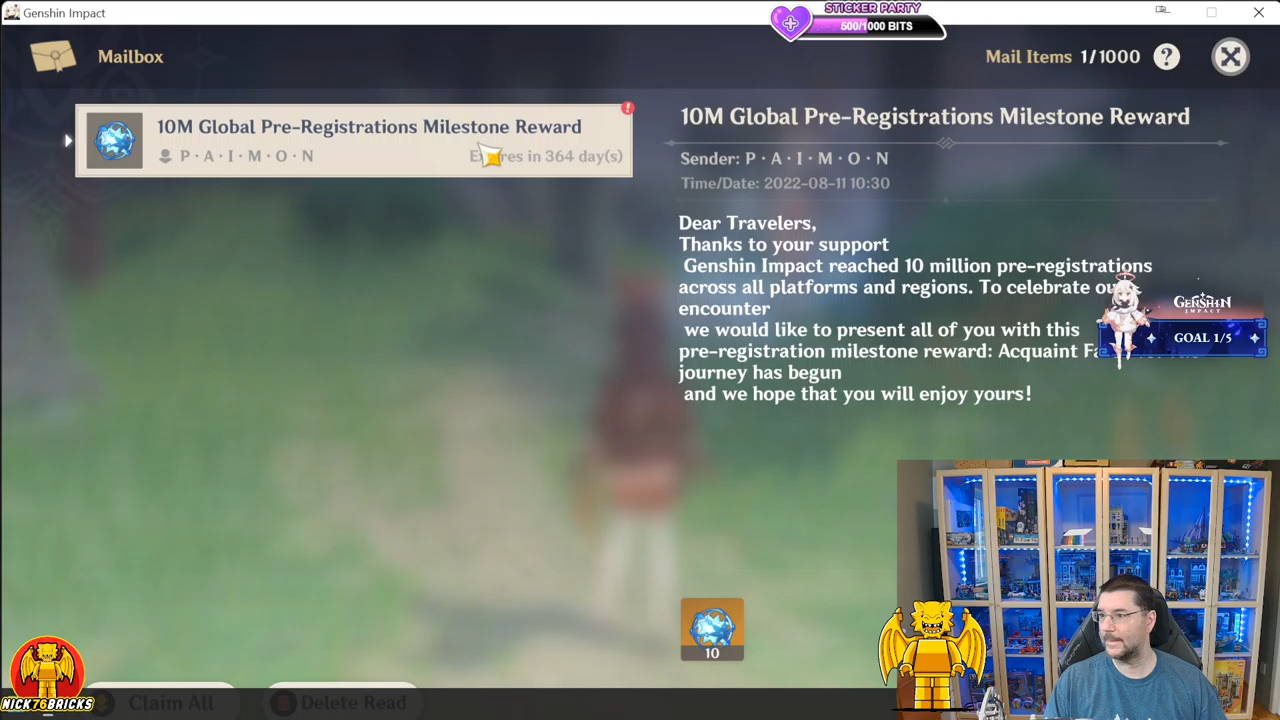 Genshin Impact
STICKER PARTY
500/1000 BITS
Mailbox
Mail Items 1/1000
?
10M Global Pre-Registrations Milestone Reward
P·A·I·M·O·N
Expires in 364 day(s)
10M Global Pre-Registrations Milestone Reward
Sender: P·A·I·M·O·N
Time/Date: 2022-08-11 10:30
Dear Travelers,
Thanks to your support
Genshin Impact reached 10 million pre-registrations
across all platforms and regions. To celebrate our
encounter
we would like to present all of you with this
pre-registration milestone reward: Acquaint
journey has begun
and we hope that you will enjoy yours!
GENSHIN
IMPACT
GOAL 1/5
10
Claim All
Delete Read
NICK76BRICKS